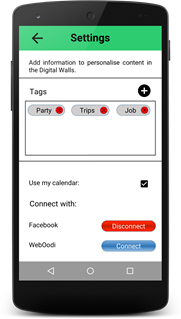 Settings
Add information to personalise content in
the Digital Walls.
Tags
Party Trips Job
Use my calendar:
Connect with:
Facebook Disconnect
WebOodi Connect